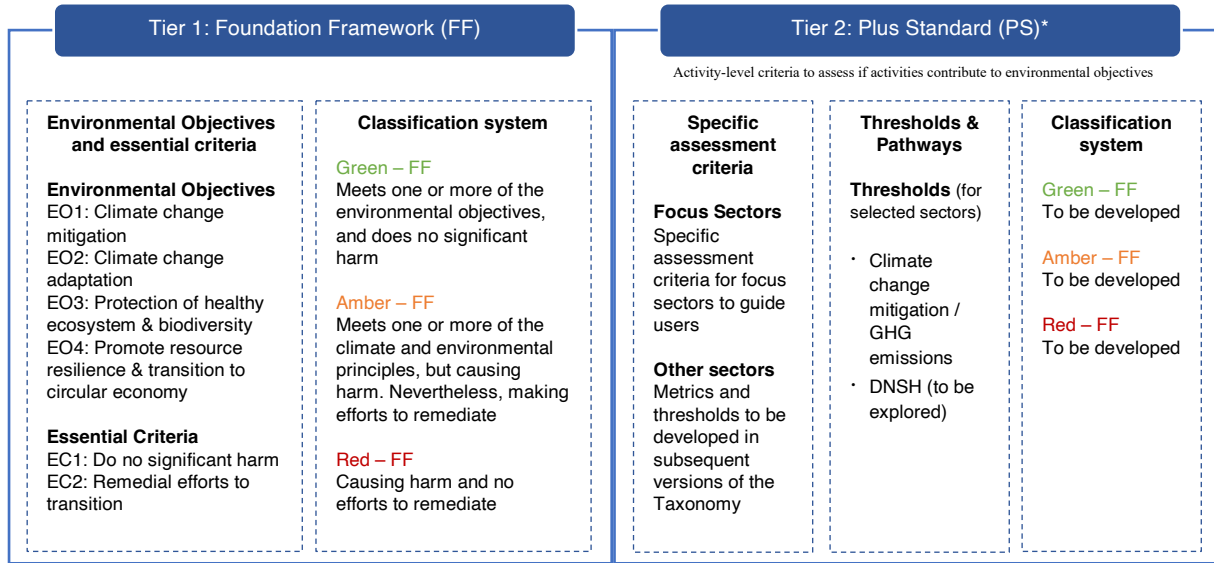 Tier 1: Foundation Framework (FF)
Environmental Objectives
and essential criteria
Environmental Objectives
EO1: Climate change
mitigation
EO2: Climate change
adaptation
EO3: Protection of healthy
ecosystem & biodiversity
EO4: Promote resource
resilience & transition to
circular economy
Essential Criteria
EC1: Do no significant harm
EC2: Remedial efforts to
transition
Classification system
Green – FF
Meets one or more of the
environmental objectives,
and does no significant
harm
Amber – FF
Meets one or more of the
climate and environmental
principles, but causing
harm. Nevertheless, making
efforts to remediate
Red – FF
Causing harm and no
efforts to remediate
Tier 2: Plus Standard (PS)*
Activity-level criteria to assess if activities contribute to environmental objectives
Specific
assessment
criteria
Focus Sectors
Specific
assessment
criteria for focus
sectors to guide
users
Other sectors
Metrics and
thresholds to be
developed in
subsequent
versions of the
Taxonomy
Thresholds &
Pathways
Thresholds (for
selected sectors)
· Climate
change
mitigation /
GHG
emissions
· DNSH (to be
explored)
Classification
system
Green – FF
To be developed
Amber – FF
To be developed
Red – FF
To be developed